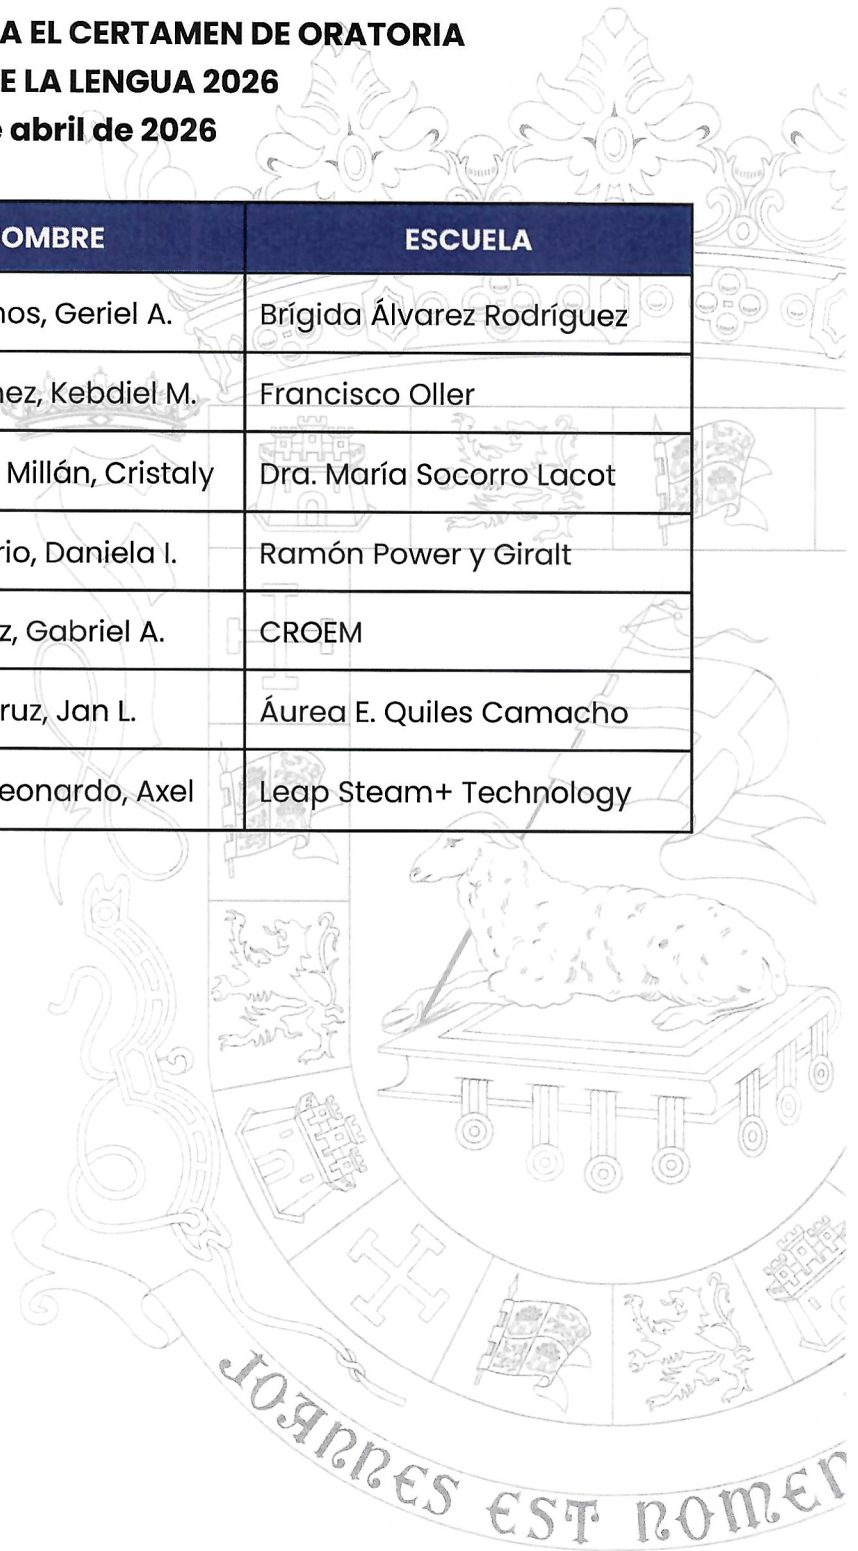 A EL CERTAMEN DE ORATORIA
E LA LENGUA 2026
abril de 2026
OMBRE ESCUELA
nos, Geriel A. Brígida Álvarez Rodríguez
nez, Kebdiel M. Francisco Oller
Millán, Cristaly Dra. María Socorro Lacot
rio, Daniela I. Ramón Power y Giralt
z, Gabriel A. CROEM
ruz, Jan L. Áurea E. Quiles Camacho
eonardo, Axel Leap Steam+ Technology
JOANNES EST NOMEN